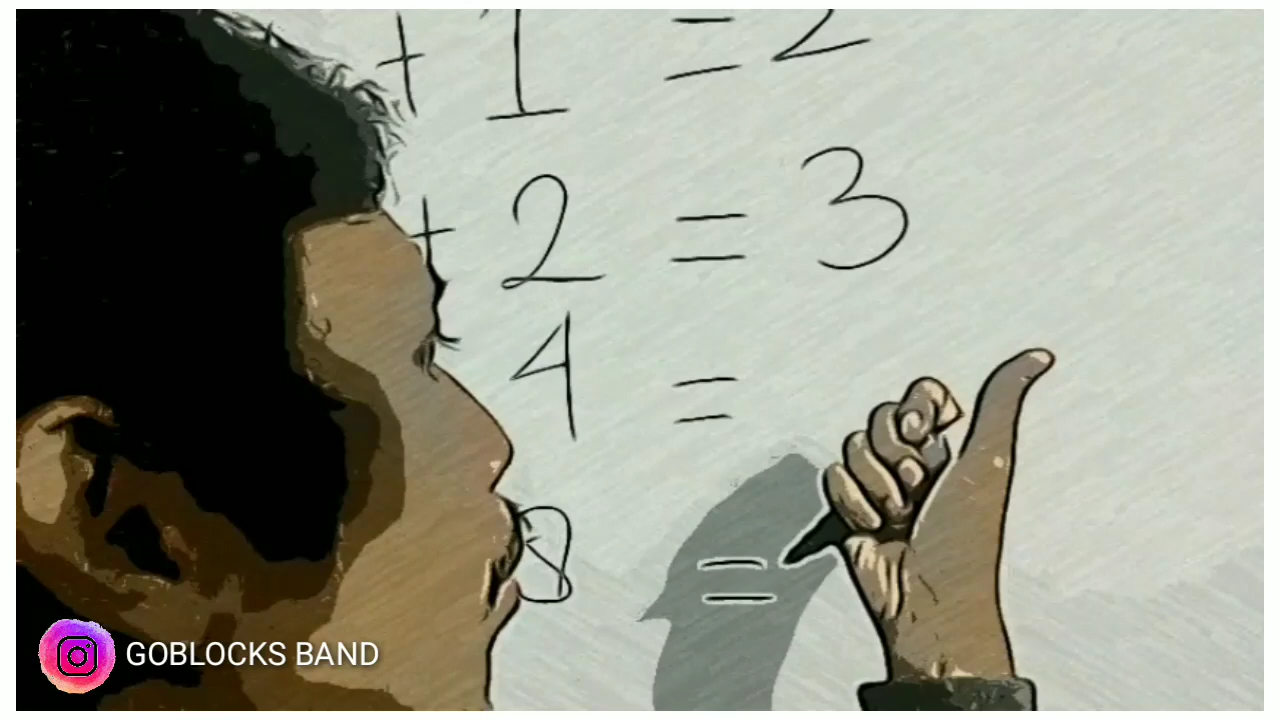 + 1 = 2
+ 2 = 3
4 =
8 =
GOBLOCKS BAND